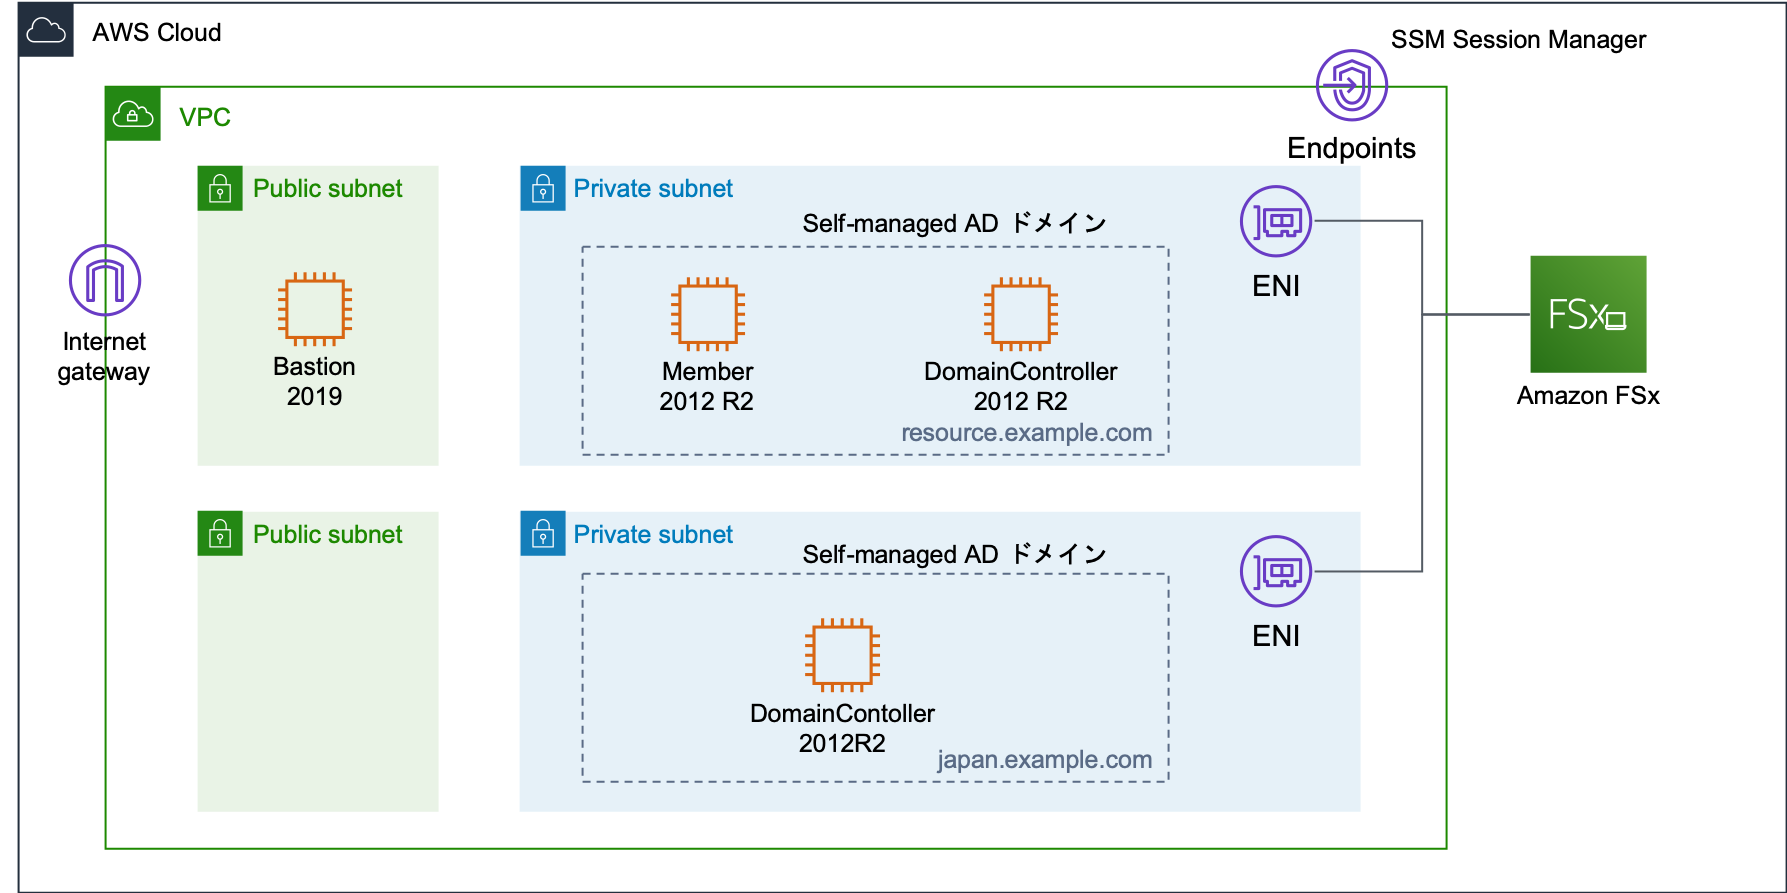 AWS Cloud
SSM Session Manager
VPC
Endpoints
Public subnet
Private subnet
Self-managed AD ドメイン
ENI
Internet
gateway
Bastion
2019
Member
2012 R2
DomainController
2012 R2
resource.example.com
FSx
Amazon FSx
Public subnet
Private subnet
Self-managed AD ドメイン
ENI
DomainContoller
2012R2
japan.example.com